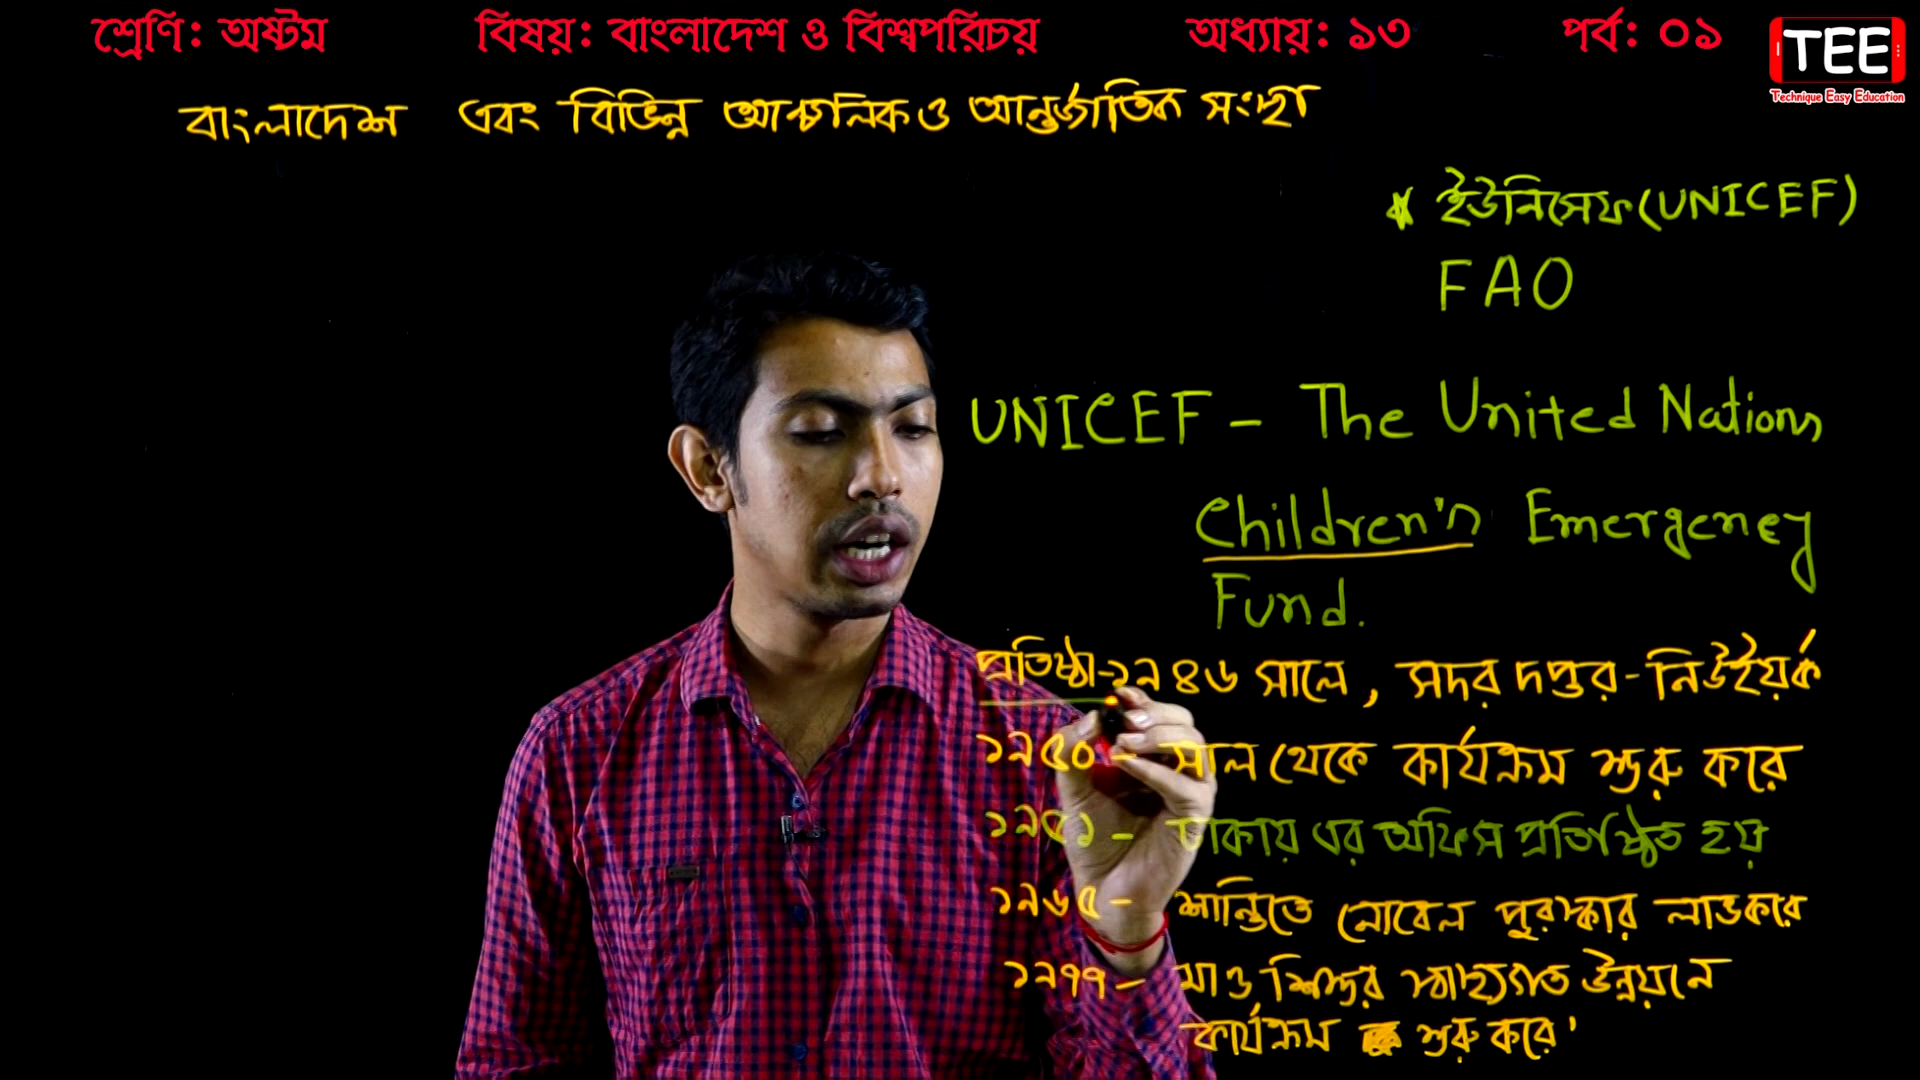 শ্রেণি: অষ্টম বিষয়: বাংলাদেশ ও বিশ্বপরিচয় অধ্যায়: ১৩ পর্ব: ০১
TEE
Technique Easy Education
বাংলাদেশ এবং বিভিন্ন আঞ্চলিক ও আন্তর্জাতিক সংস্থা
* ইউনিসেফ (UNICEF)
FAO
UNICEF - The United Nations
Children's Emergency
Fund.
প্রতিষ্ঠা-১৯৪৬ সালে, সদর দপ্তর-নিউইয়র্ক
১৯৫০ - সাল থেকে কার্যক্রম শুরু করে
১৯৫১ - ঢাকায় এর অফিস প্রতিষ্ঠিত হয়
১৯৬৫ - শান্তিতে নোবেল পুরস্কার লাভ করে
১৯৭৭ - মা ও শিশুর স্বাস্থ্যগত উন্নয়নে
কার্যক্রম শুরু করে'